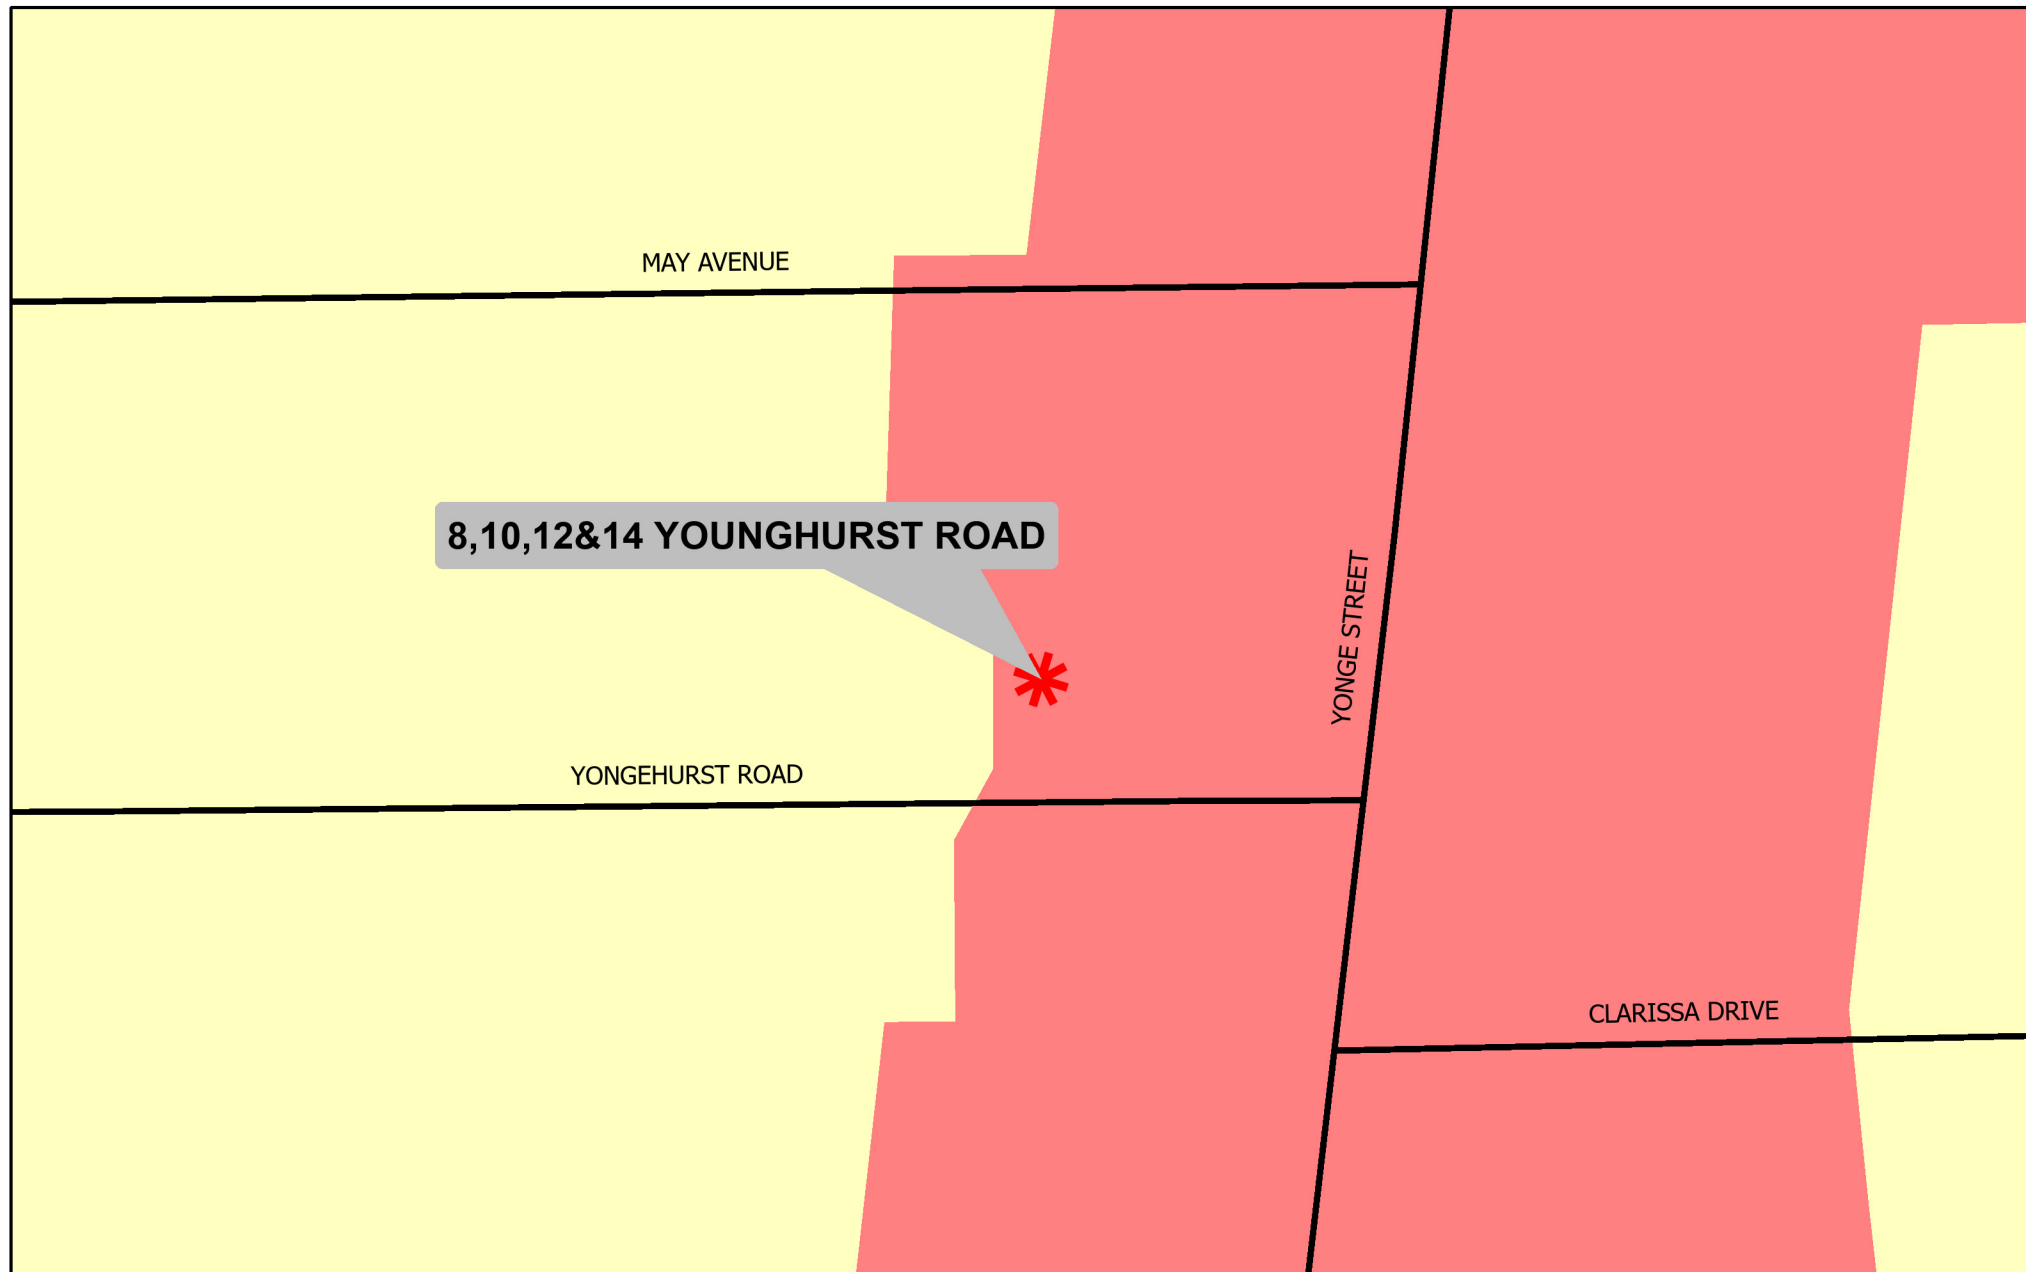 MAY AVENUE
8,10,12&14 YOUNGHURST ROAD
YONGE STREET
YONGEHURST ROAD
CLARISSA DRIVE